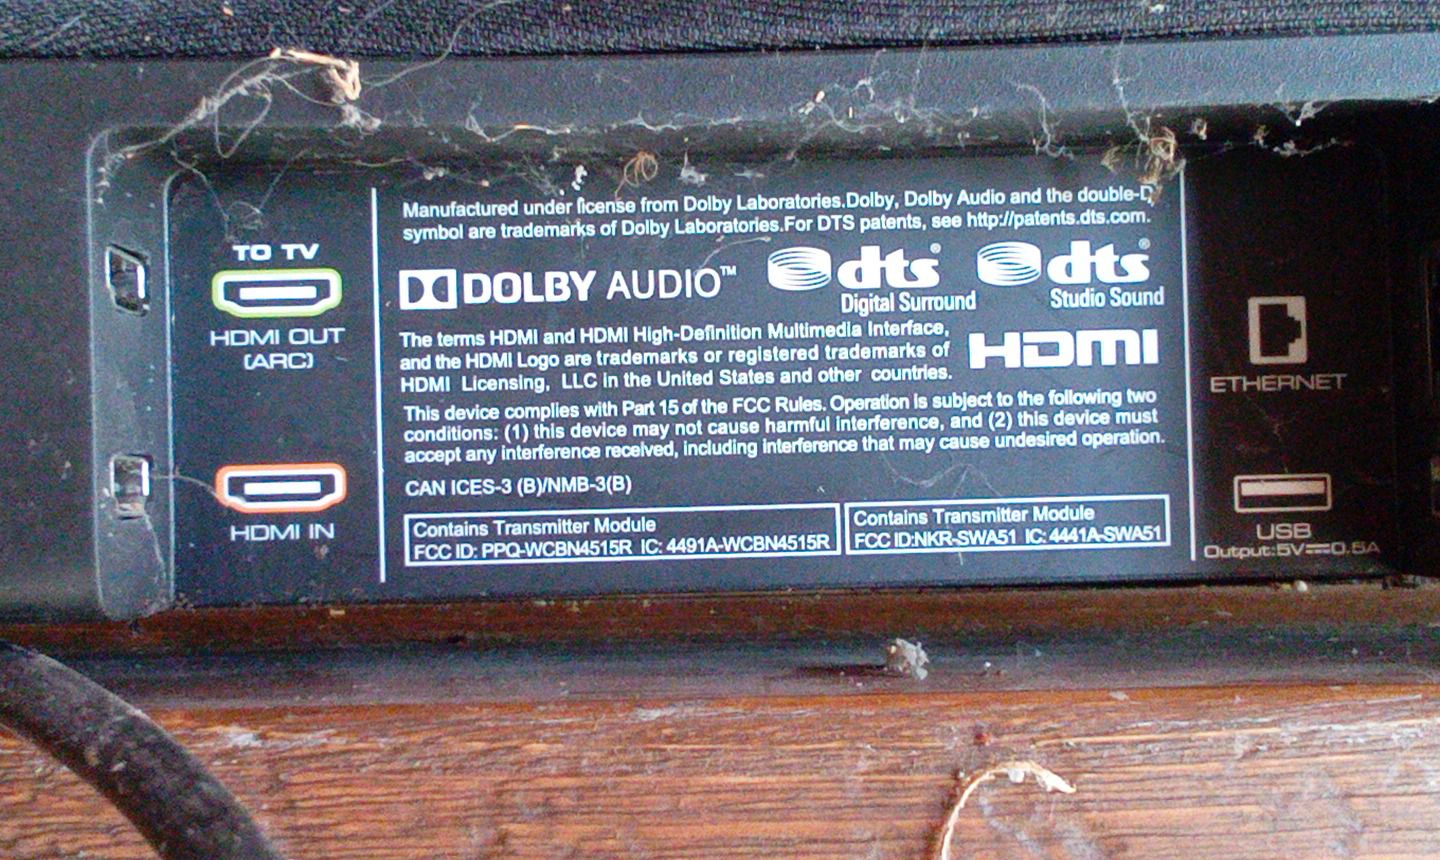 TO TV
HDMI OUT
(ARC)
HDMI IN
Manufactured under license from Dolby Laboratories.Dolby, Dolby Audio and the double-D
symbol are trademarks of Dolby Laboratories.For DTS patents, see http://patents.dts.com.
DOLBY AUDIO™
dts®
Digital Surround
dts®
Studio Sound
The terms HDMI and HDMI High-Definition Multimedia Interface,
and the HDMI Logo are trademarks or registered trademarks of
HDMI Licensing, LLC in the United States and other countries.
HDMI
This device complies with Part 15 of the FCC Rules. Operation is subject to the following two
conditions: (1) this device may not cause harmful interference, and (2) this device must
accept any interference received, including interference that may cause undesired operation.
CAN ICES-3 (B)/NMB-3(B)
Contains Transmitter Module
FCC ID: PPQ-WCBN4515R IC: 4491A-WCBN4515R
Contains Transmitter Module
FCC ID:NKR-SWA51 IC: 4441A-SWA51
ETHERNET
USB
Output:5V⎓0.5A